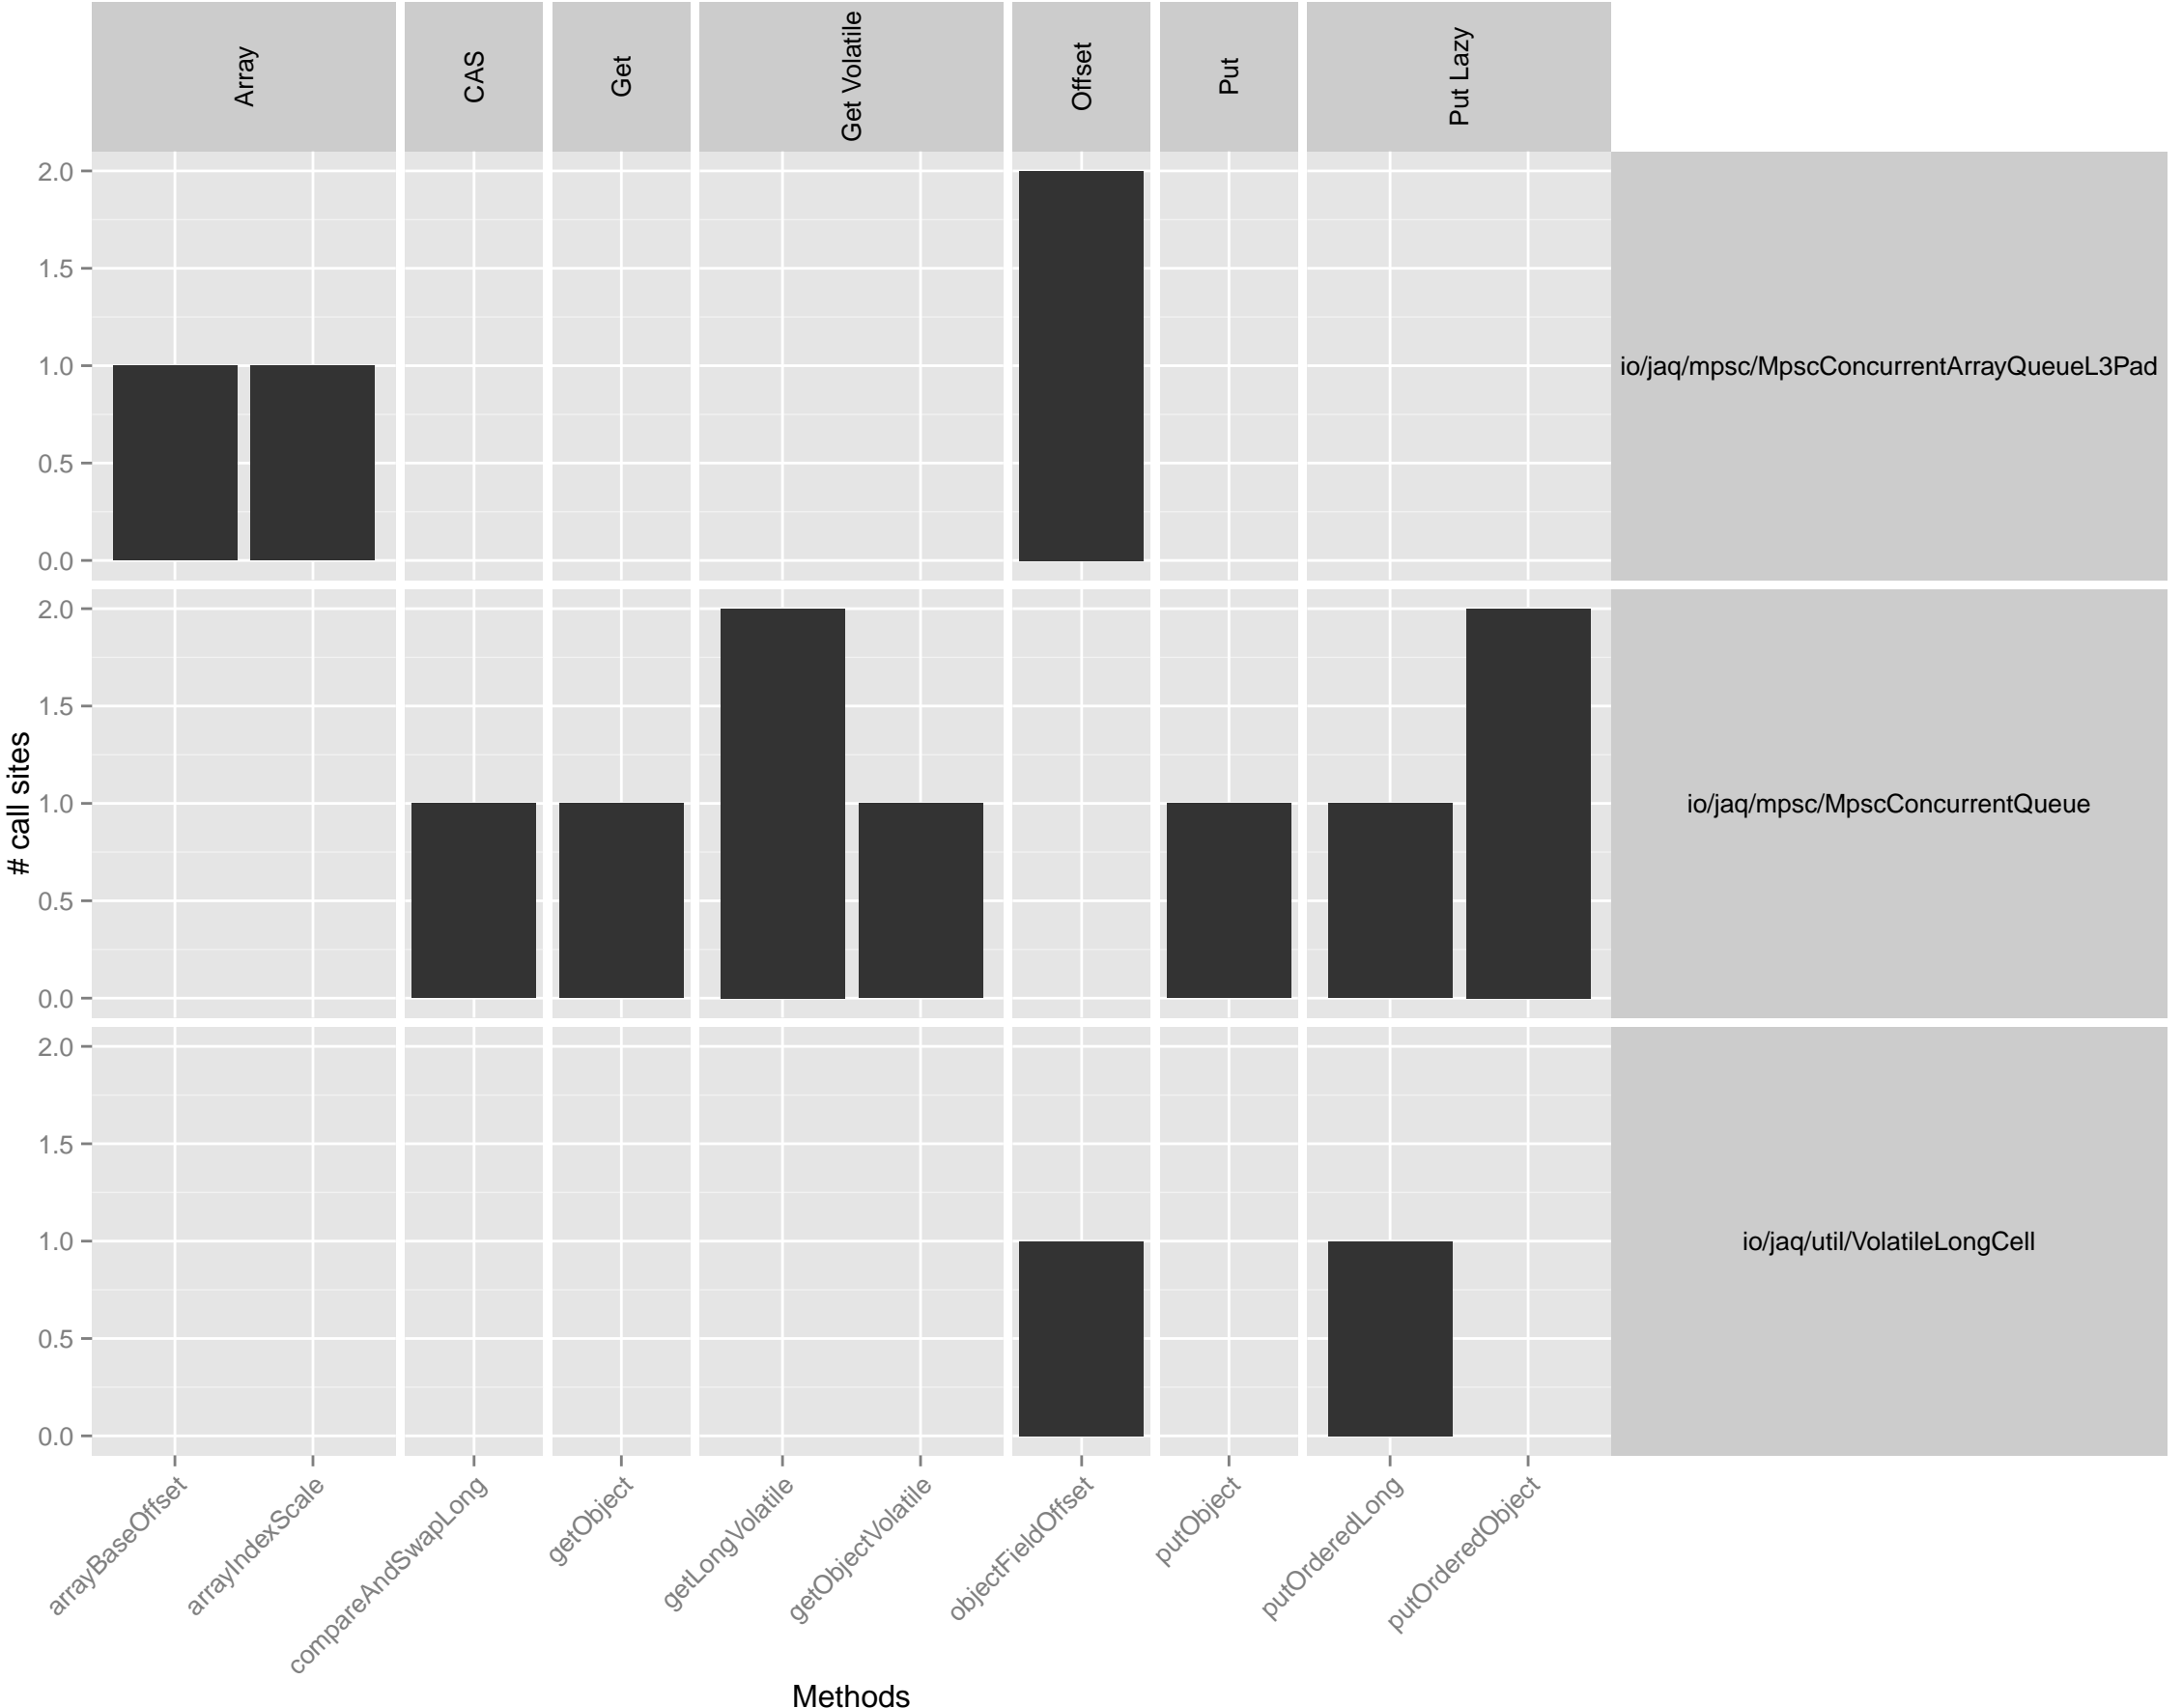 Array
CAS
Get
Get Volatile
Offset
Put
Put Lazy
2.0
1.5
1.0
0.5
0.0
io/jaq/mpsc/MpscConcurrentArrayQueueL3Pad
2.0
1.5
1.0
0.5
0.0
io/jaq/mpsc/MpscConcurrentQueue
2.0
1.5
1.0
0.5
0.0
io/jaq/util/VolatileLongCell
# call sites
arrayBaseOffset
arrayIndexScale
compareAndSwapLong
getObject
getLongVolatile
getObjectVolatile
objectFieldOffset
putObject
putOrderedLong
putOrderedObject
Methods